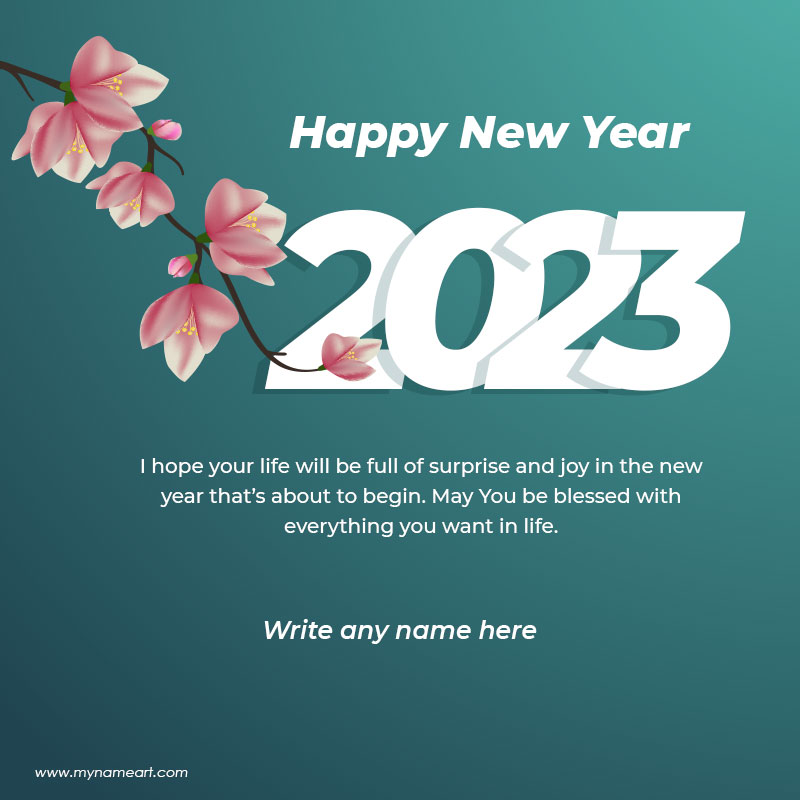 Happy New Year
2023
I hope your life will be full of surprise and joy in the new
year that’s about to begin. May You be blessed with
everything you want in life.
Write any name here
www.mynameart.com